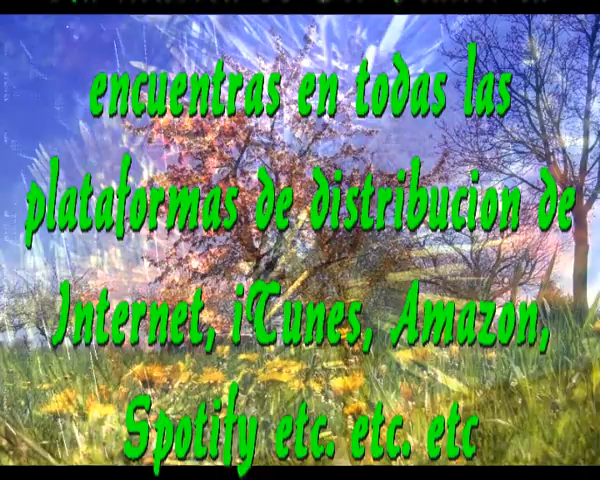 encuentras en todas las
plataformas de distribucion de
Internet, iTunes, Amazon,
Spotify etc. etc. etc